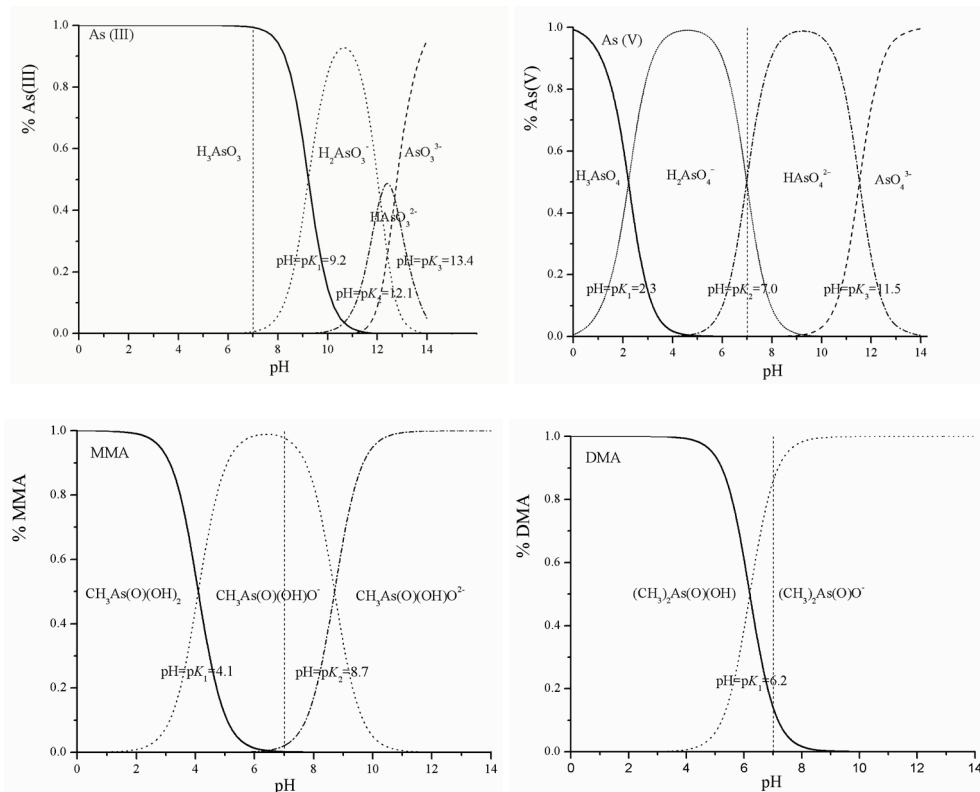 As (III)
% As(III)
1.0
0.8
0.6
0.4
0.2
0.0
H₃AsO₃
H₂AsO₃⁻
AsO₃³⁻
HAsO₃²⁻
pH=pK₁=9.2
pH=pK₃=13.4
=12.1
0 2 4 6 8 10 12 14
pH
As (V)
% As(V)
1.0
0.8
0.6
0.4
0.2
0.0
H₃AsO₄
H₂AsO₄⁻
HAsO₄²⁻
AsO₄³⁻
pH=pK₁=2.3
pH=pK₂=7.0
pH=pK₃=11.5
0 2 4 6 8 10 12 14
pH
MMA
% MMA
1.0
0.8
0.6
0.4
0.2
0.0
CH₃As(O)(OH)₂
CH₃As(O)(OH)O⁻
CH₃As(O)(OH)O²⁻
pH=pK₁=4.1
pH=pK₂=8.7
0 2 4 6 8 10 12 14
pH
DMA
% DMA
1.0
0.8
0.6
0.4
0.2
0.0
(CH₃)₂As(O)(OH)
(CH₃)₂As(O)O⁻
pH=pK₁=6.2
0 2 4 6 8 10 12 14
pH